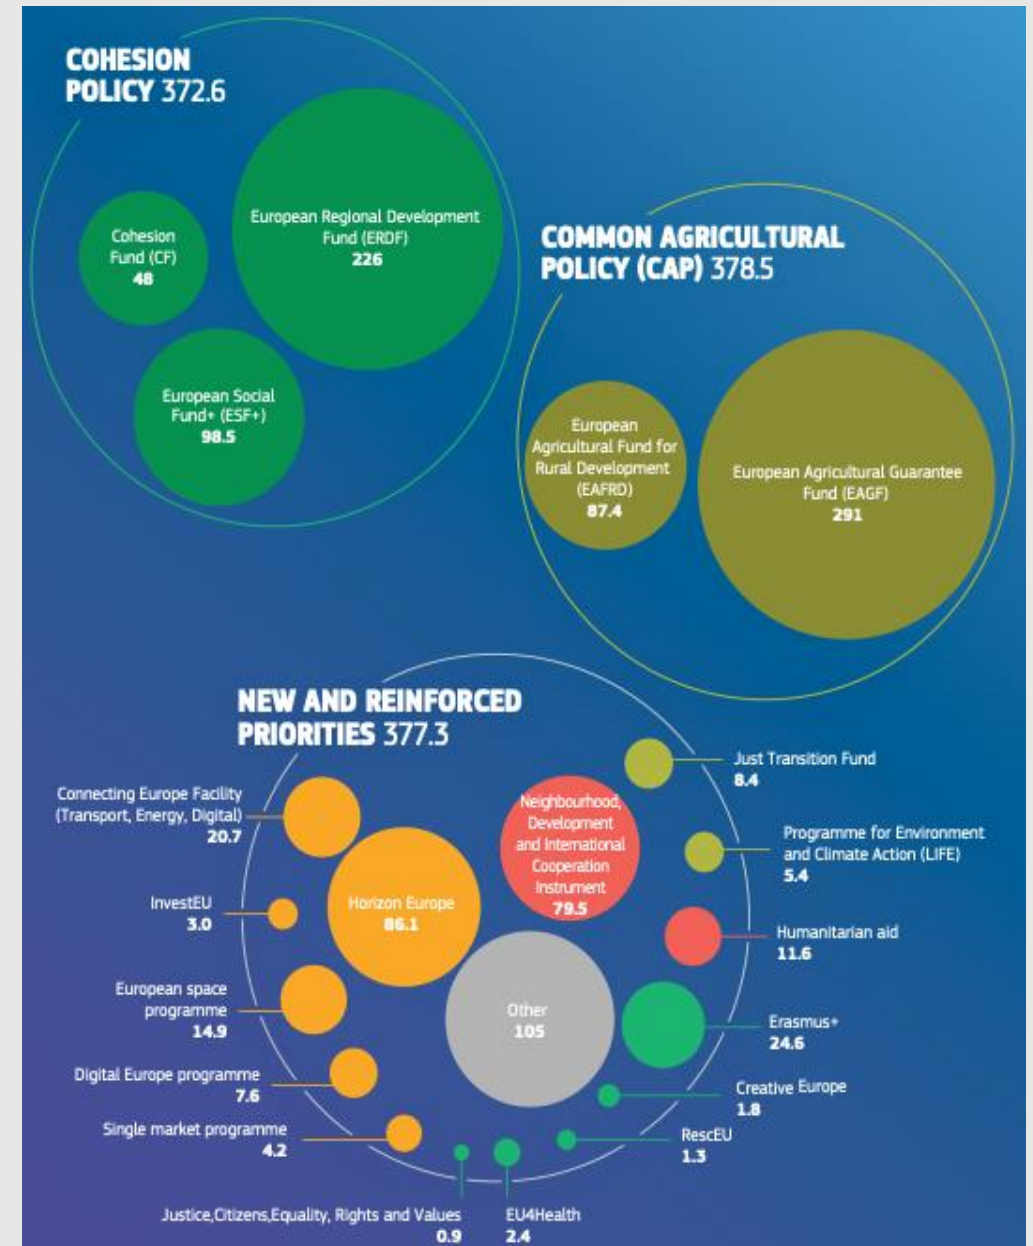 COHESION
POLICY 372.6
European Regional Development
Fund (ERDF)
226
Cohesion
Fund (CF)
48
European Social
Fund+ (ESF+)
98.5
COMMON AGRICULTURAL
POLICY (CAP) 378.5
European
Agricultural Fund for
Rural Development
(EAFRD)
87.4
European Agricultural Guarantee
Fund (EAGF)
291
NEW AND REINFORCED
PRIORITIES 377.3
Connecting Europe Facility
(Transport, Energy, Digital)
20.7
InvestEU
3.0
European space
programme
14.9
Digital Europe programme
7.6
Single market programme
4.2
Justice,Citizens,Equality, Rights and Values
0.9
EU4Health
2.4
Horizon Europe
86.1
Neighbourhood,
Development
and International
Cooperation
Instrument
79.5
Other
105
Just Transition Fund
8.4
Programme for Environment
and Climate Action (LIFE)
5.4
Humanitarian aid
11.6
Erasmus+
24.6
Creative Europe
1.8
RescEU
1.3